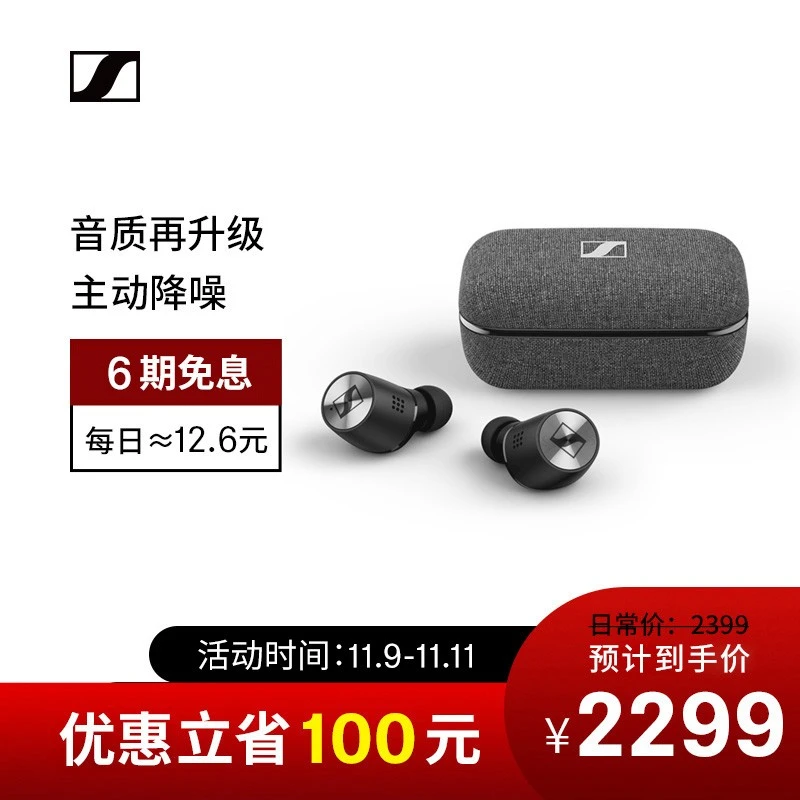 音质再升级
主动降噪
6期免息
每日≈12.6元
活动时间：11.9-11.11
日常价：2399
预计到手价
¥2299
优惠立省100元